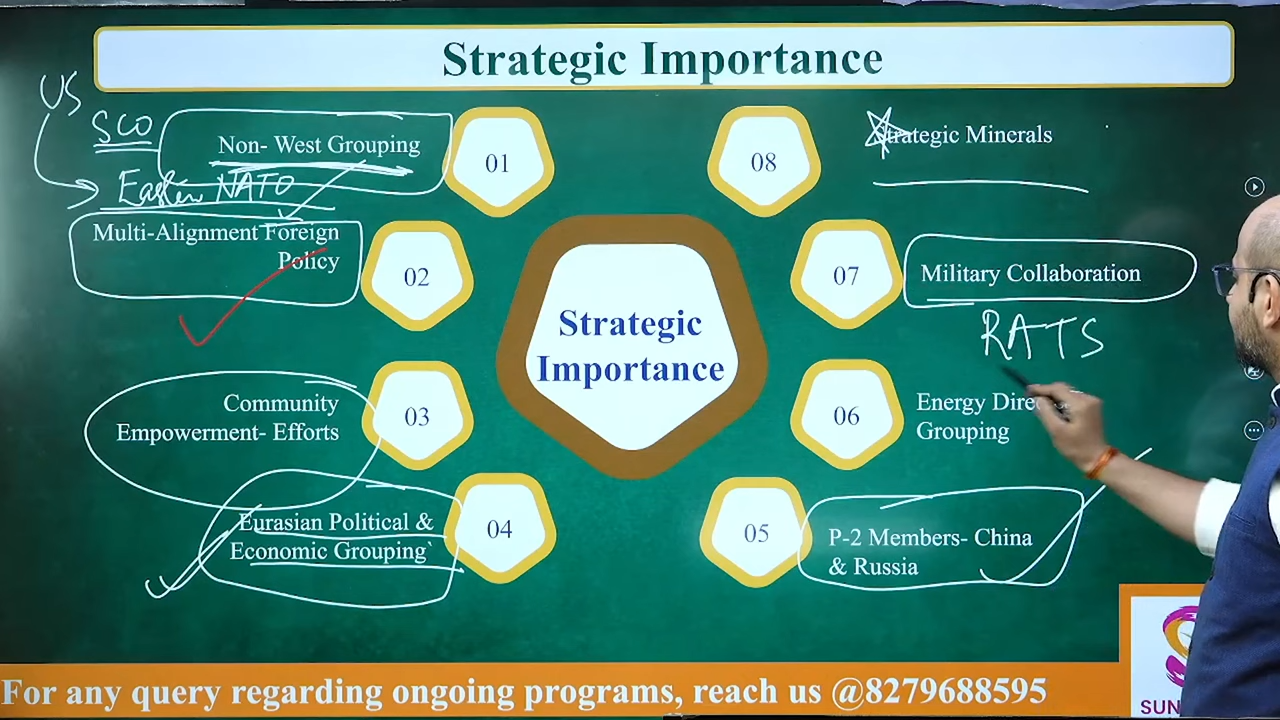 Strategic Importance
US
SCO
Non- West Grouping
01
Eastern NATO
Multi-Alignment Foreign
Policy
02
Community
Empowerment- Efforts
03
Eurasian Political &
Economic Grouping`
04
Strategic
Importance
08
Strategic Minerals
07
Military Collaboration
RATS
06
Energy
Grouping
05
P-2 Members- China
& Russia
For any query regarding ongoing programs, reach us @8279688595
SUN